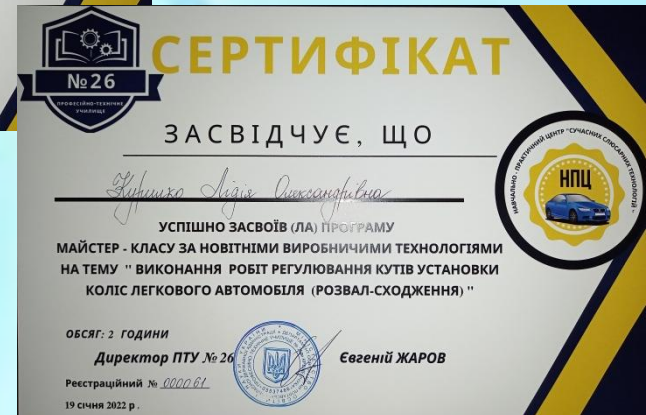 №26
ПРОФЕСІЙНО-ТЕХНІЧНЕ
УЧИЛИЩЕ
СЕРТИФІКАТ
ЗАСВІДЧУЄ, ЩО
Лідія Олександрівна
НАВЧАЛЬНО - ПРАКТИЧНИЙ ЦЕНТР "СУЧАСНИХ СЛЮСАРНИХ ТЕХНОЛОГІЙ"
НПЦ
УСПІШНО ЗАСВОЇВ (ЛА) ПРОГРАМУ
МАЙСТЕР - КЛАСУ ЗА НОВІТНІМИ ВИРОБНИЧИМИ ТЕХНОЛОГІЯМИ
НА ТЕМУ " ВИКОНАННЯ РОБІТ РЕГУЛЮВАННЯ КУТІВ УСТАНОВКИ
КОЛІС ЛЕГКОВОГО АВТОМОБІЛЯ (РОЗВАЛ-СХОДЖЕННЯ) "
ОБСЯГ: 2 ГОДИНИ
Директор ПТУ № 26 Євгеній ЖАРОВ
Реєстраційний № 000061
19 січня 2022 р .